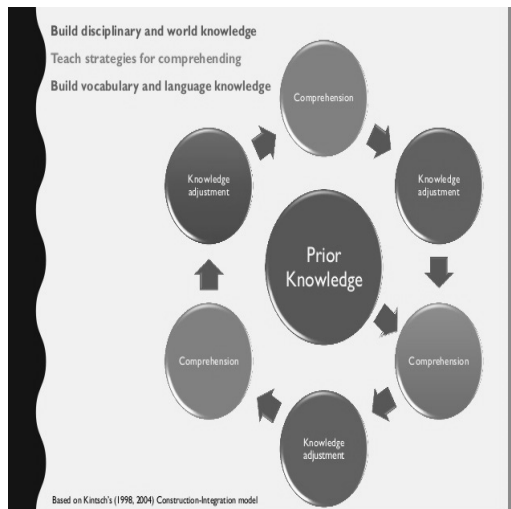 Build disciplinary and world knowledge
Teach strategies for comprehending
Build vocabulary and language knowledge
Comprehension
Knowledge
adjustment
Knowledge
adjustment
Prior
Knowledge
Comprehension
Comprehension
Knowledge
adjustment
Based on Kintsch's (1998, 2004) Construction-Integration model